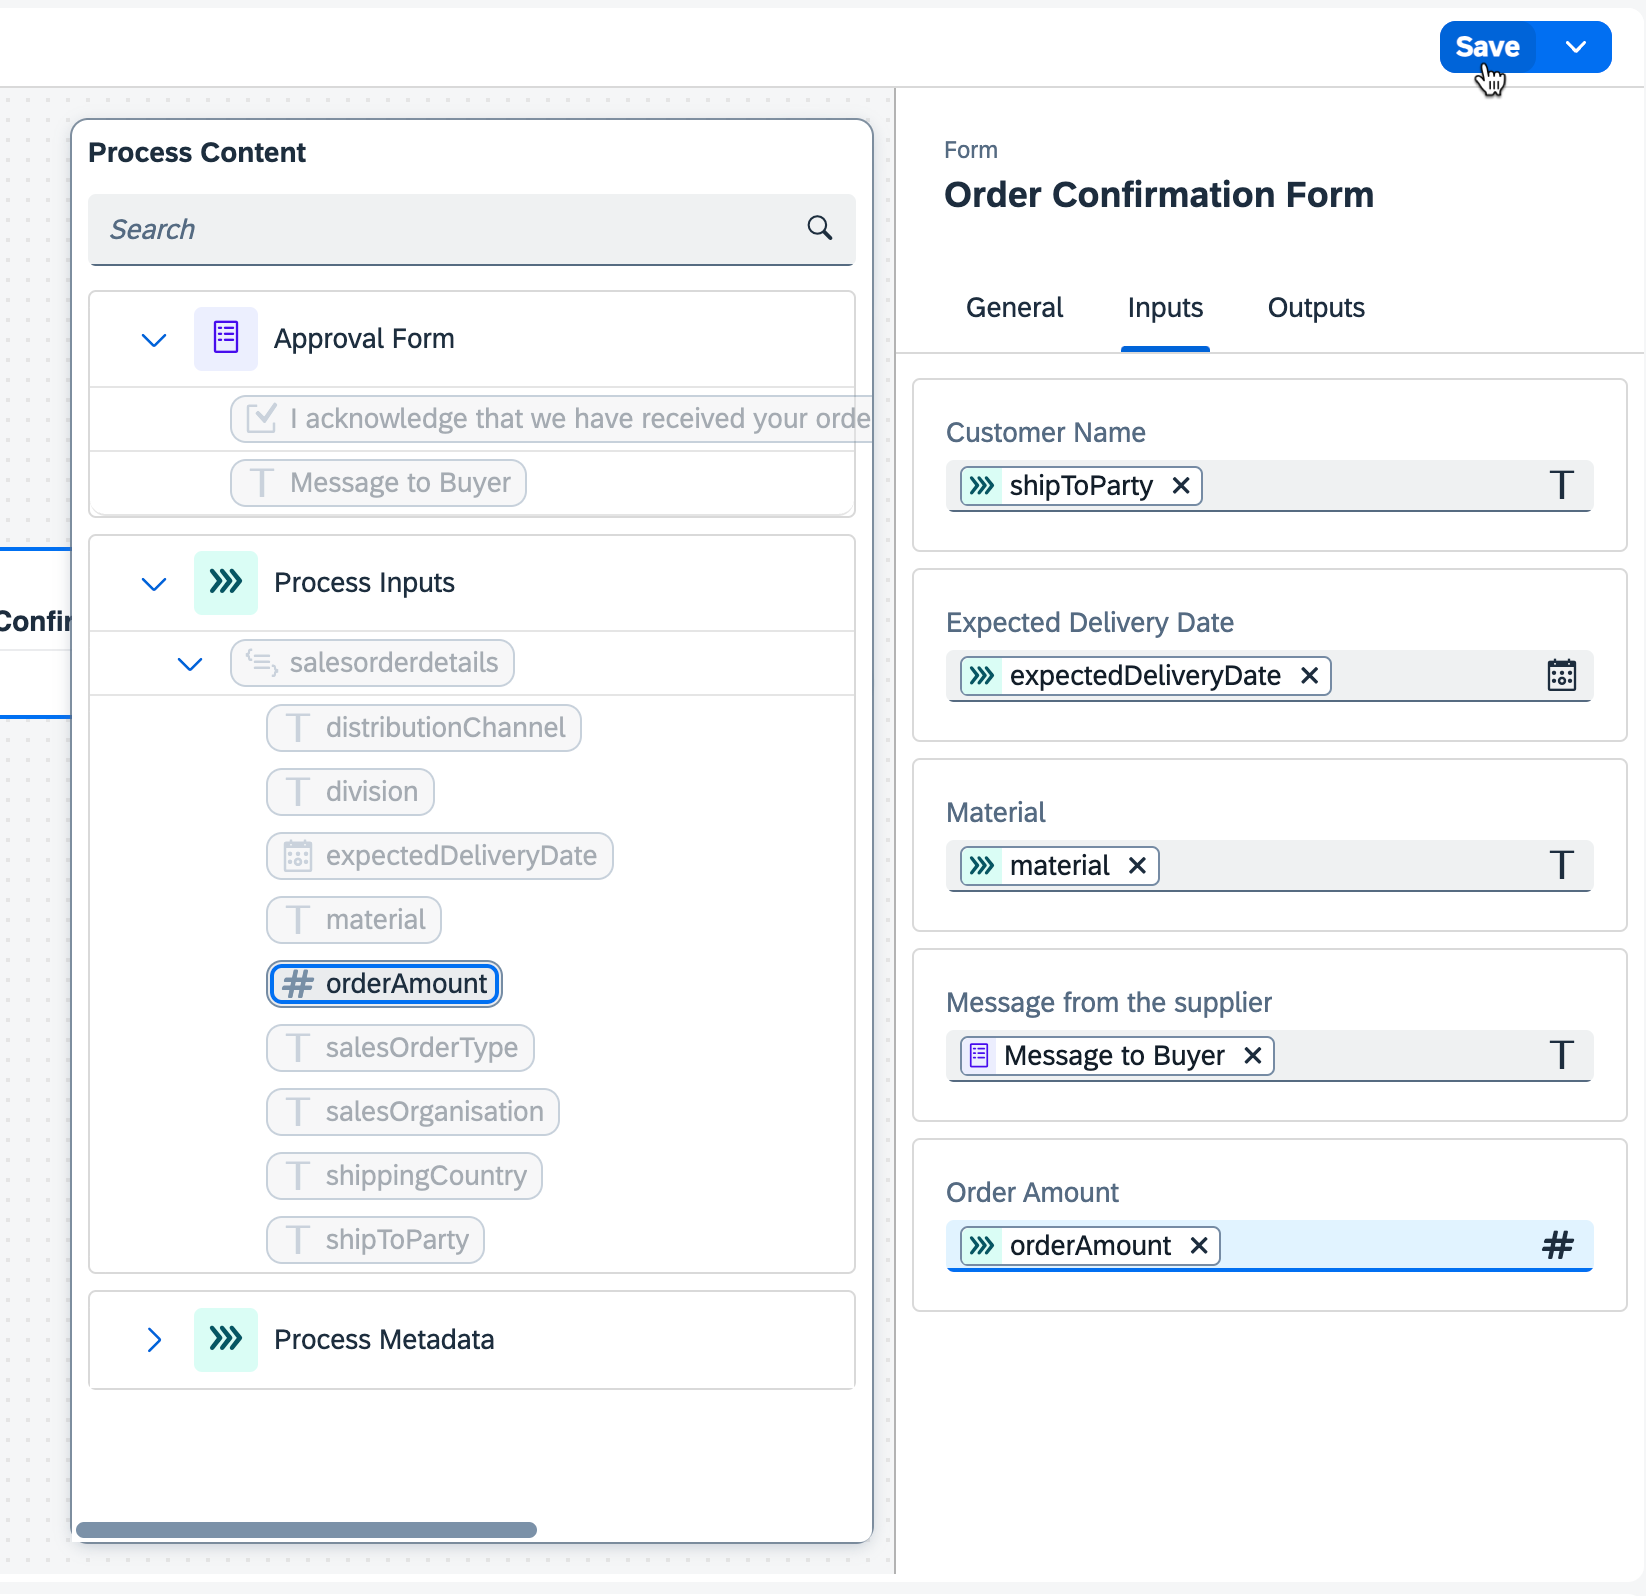 Save
Process Content
Search
Approval Form
I acknowledge that we have received your orde
Message to Buyer
Process Inputs
salesorderdetails
distributionChannel
division
expectedDeliveryDate
material
orderAmount
salesOrderType
salesOrganisation
shippingCountry
shipToParty
Process Metadata
Confir
Form
Order Confirmation Form
General Inputs Outputs
Customer Name
shipToParty
Expected Delivery Date
expectedDeliveryDate
Material
material
Message from the supplier
Message to Buyer
Order Amount
orderAmount